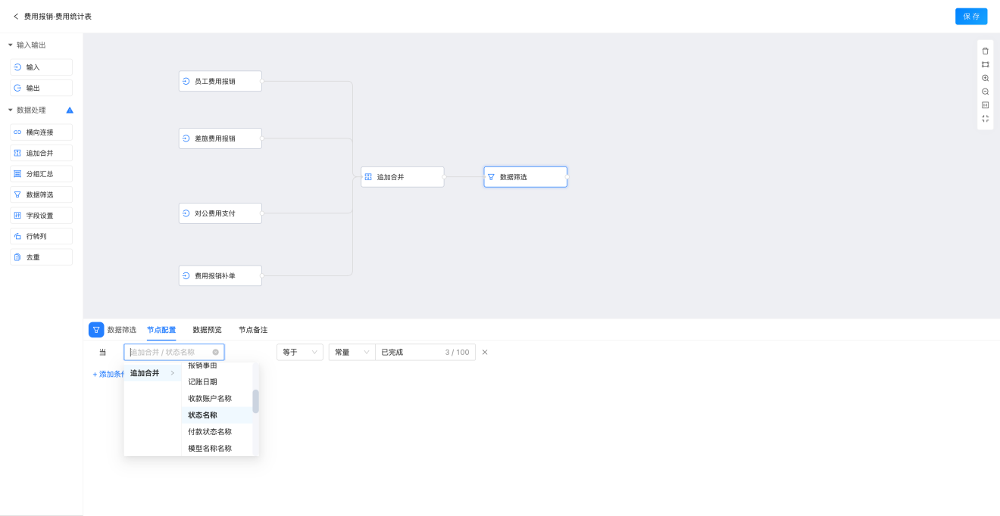 费用报销·费用统计表
保 存
输入输出
输入
输出
数据处理
横向连接
追加合并
分组汇总
数据筛选
字段设置
行转列
去重
员工费用报销
差旅费用报销
对公费用支付
费用报销补单
追加合并
数据筛选
数据筛选 节点配置 数据预览 节点备注
当 追加合并 / 状态名称 等于 常量 已完成 3 / 100
+ 添加条件
追加合并
报销事由
记账日期
收款账户名称
状态名称
付款状态名称
模型名称名称